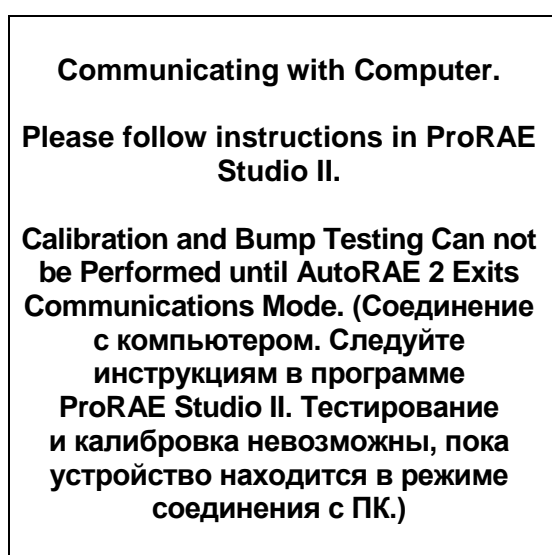 Communicating with Computer.
Please follow instructions in ProRAE
Studio II.
Calibration and Bump Testing Can not
be Performed until AutoRAE 2 Exits
Communications Mode. (Соединение
с компьютером. Следуйте
инструкциям в программе
ProRAE Studio II. Тестирование
и калибровка невозможны, пока
устройство находится в режиме
соединения с ПК.)